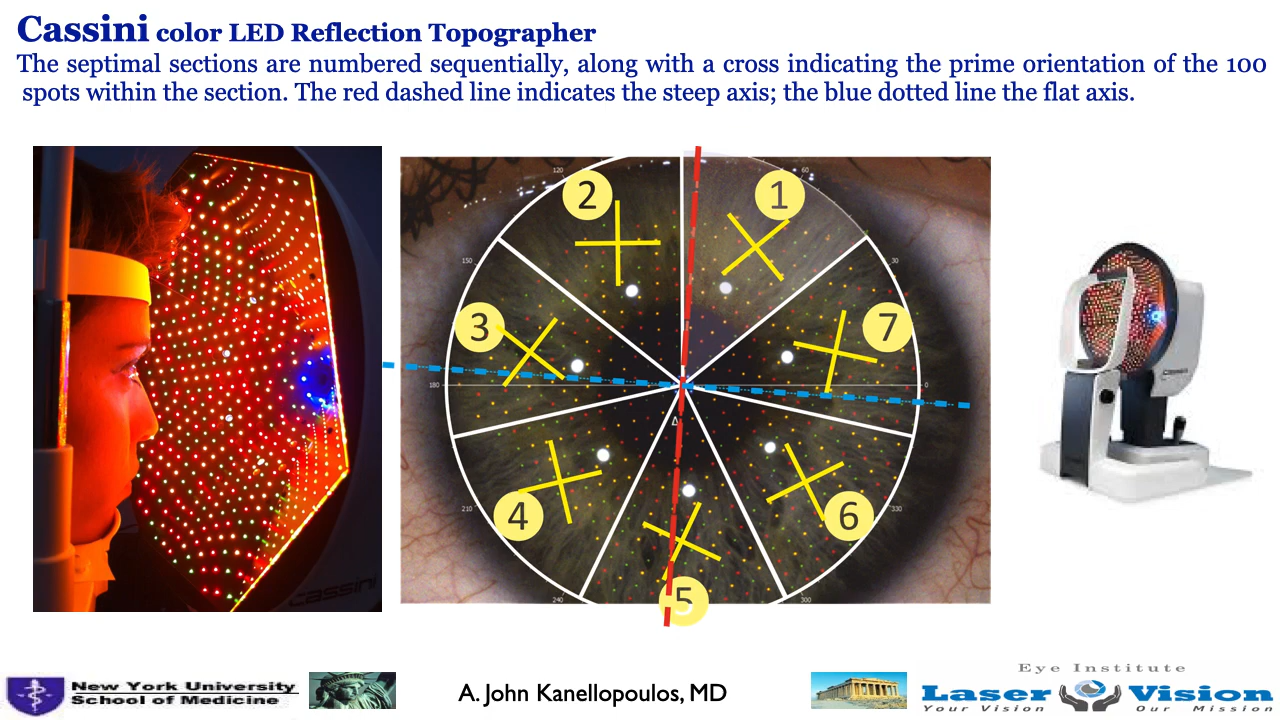 Cassini color LED Reflection Topographer
The septimal sections are numbered sequentially, along with a cross indicating the prime orientation of the 100
spots within the section. The red dashed line indicates the steep axis; the blue dotted line the flat axis.
120
60
2
1
150
30
3
7
180
0
4
6
210
330
5
240
300
cassini
New York University
School of Medicine
A. John Kanellopoulos, MD
Eye Institute
Laser Vision
Your Vision Our Mission